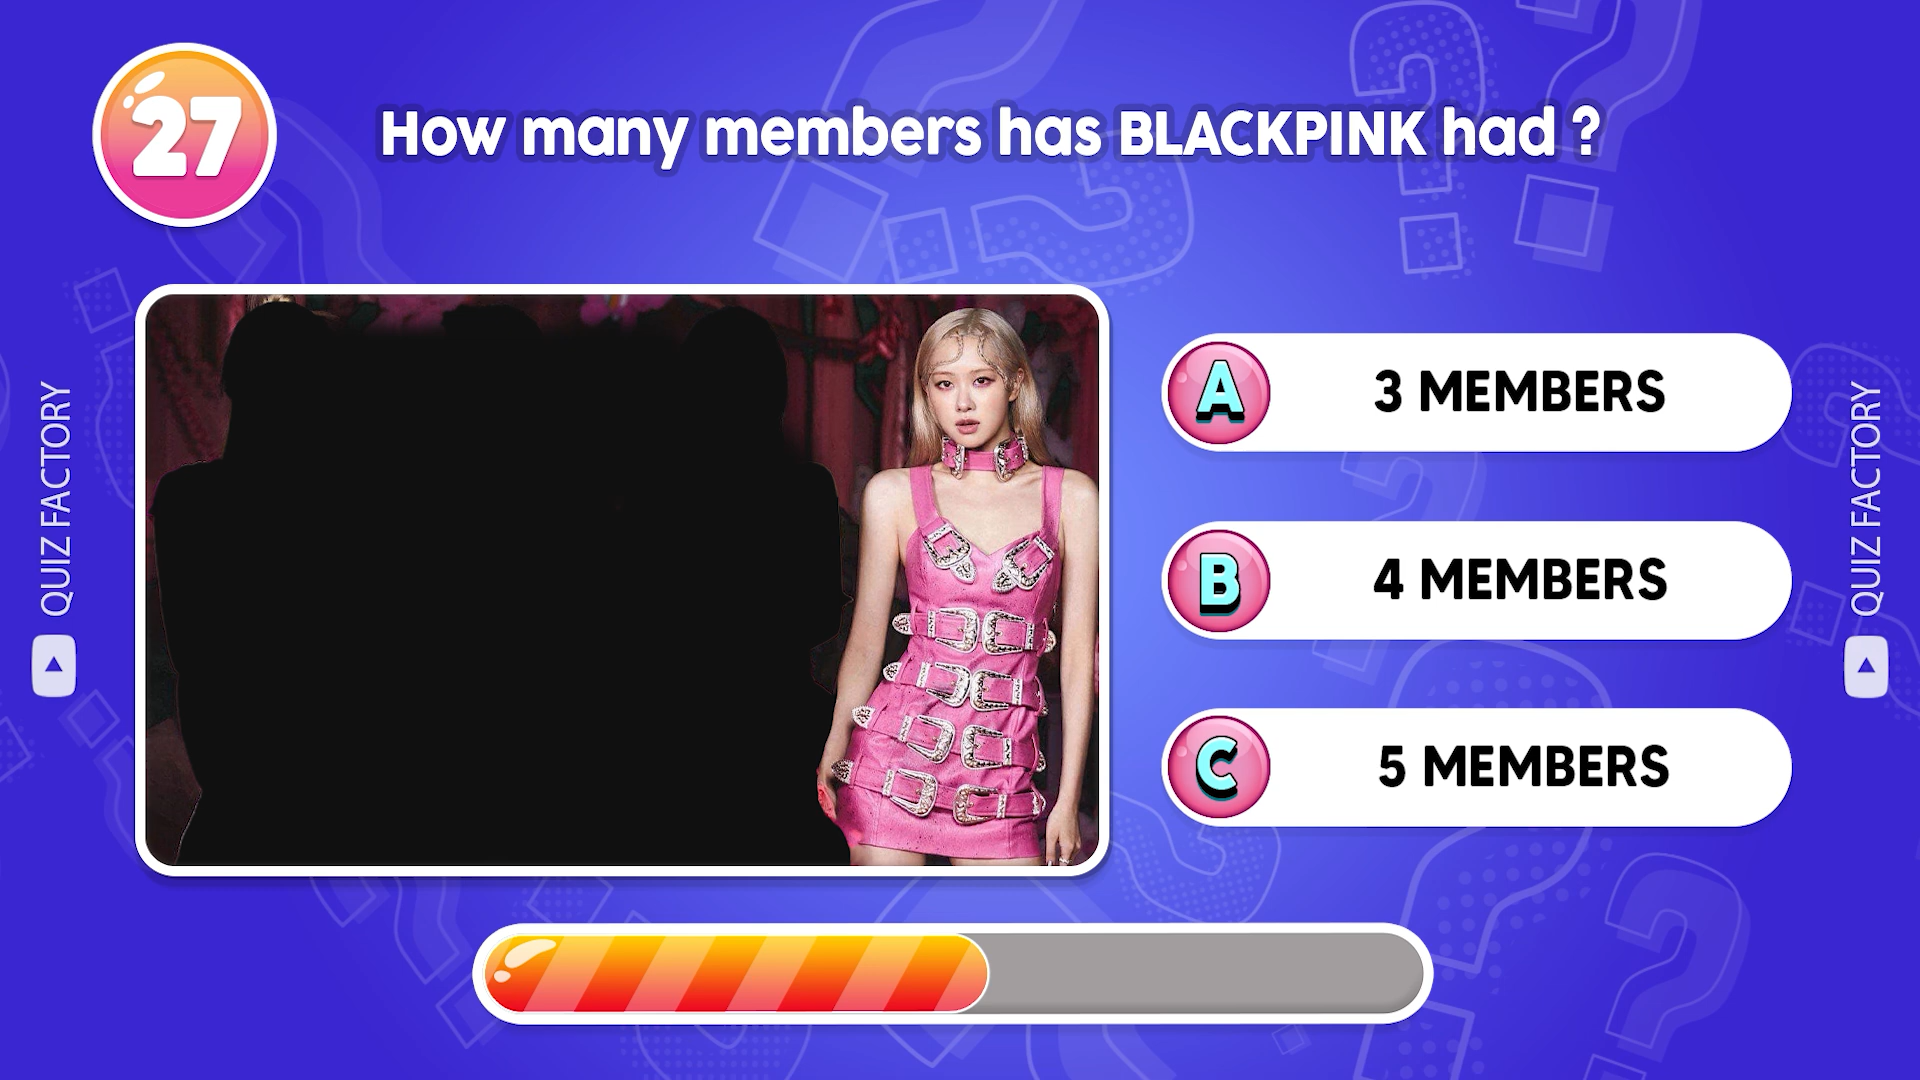 27
How many members has BLACKPINK had ?
A
3 MEMBERS
B
4 MEMBERS
C
5 MEMBERS
QUIZ FACTORY
QUIZ FACTORY